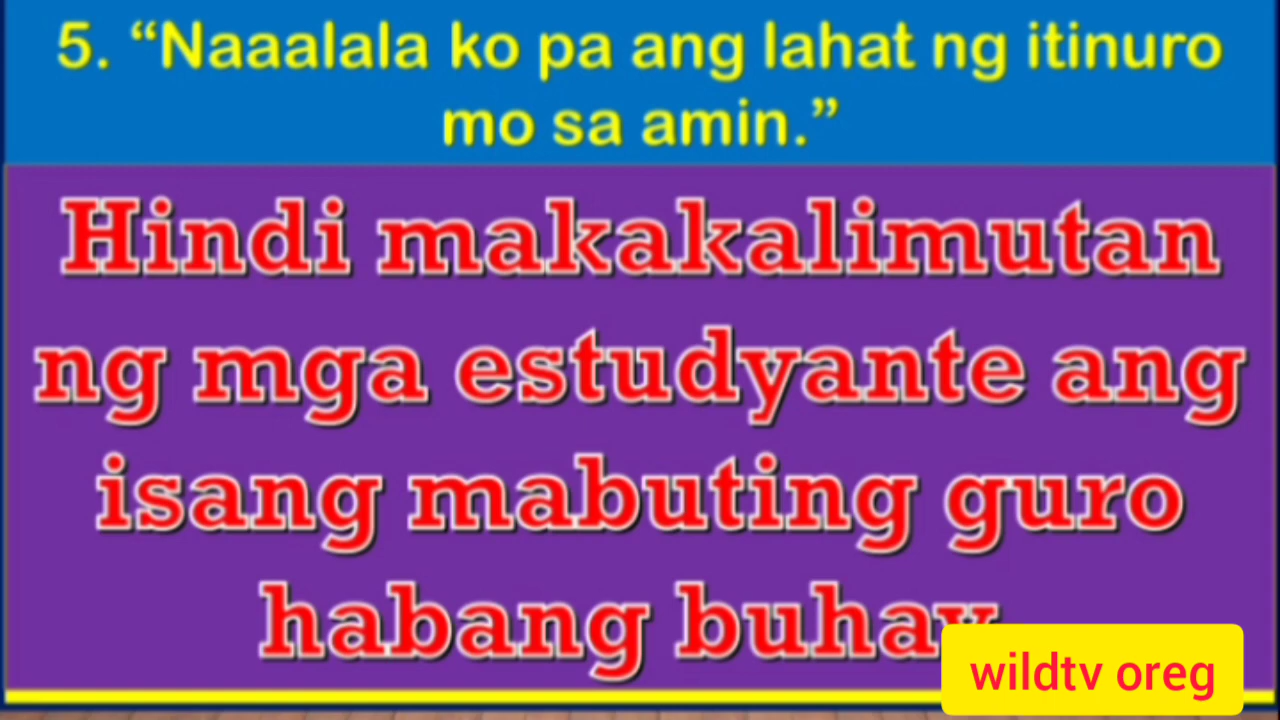 5. “Naaalala ko pa ang lahat ng itinuro
mo sa amin.”
Hindi makakalimutan
ng mga estudyante ang
isang mabuting guro
habang buhay
wildtv oreg